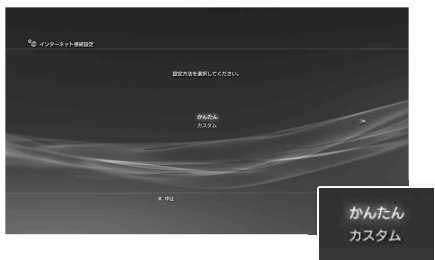 インターネット接続設定
設定方法を選択してください。
かんたん
カスタム
× 中止
かんたん
カスタム